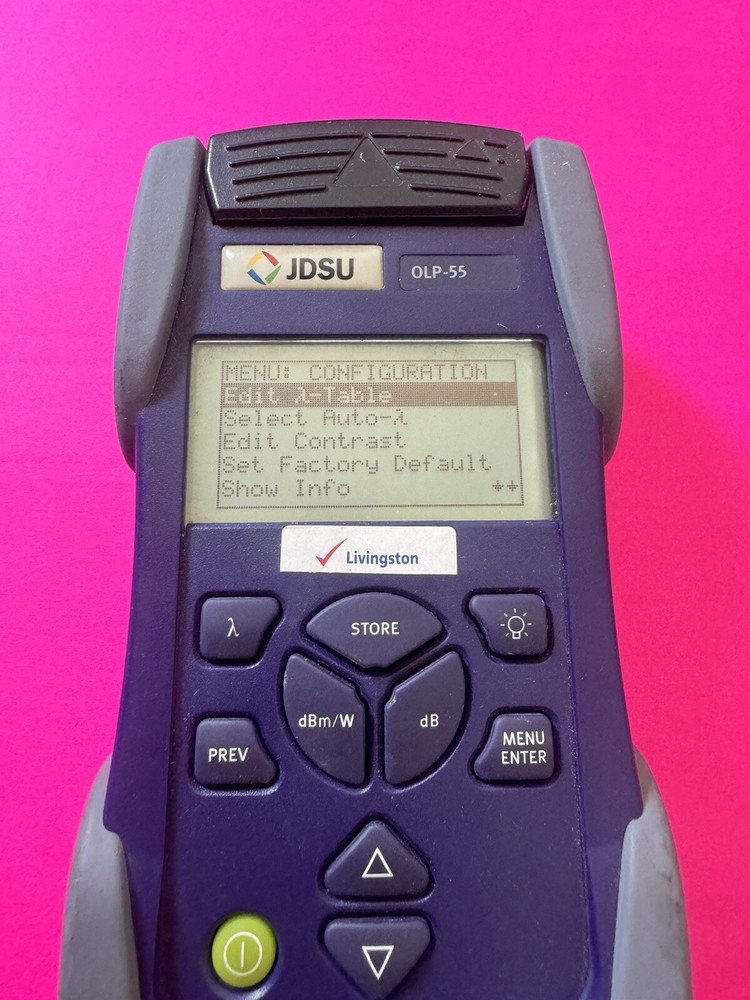 JDSU
OLP-55
MENU: CONFIGURATION
Edit λ-Table
Select Auto-λ
Edit Contrast
Set Factory Default
Show Info
Livingston
λ
STORE
dBm/W
dB
PREV
MENU
ENTER